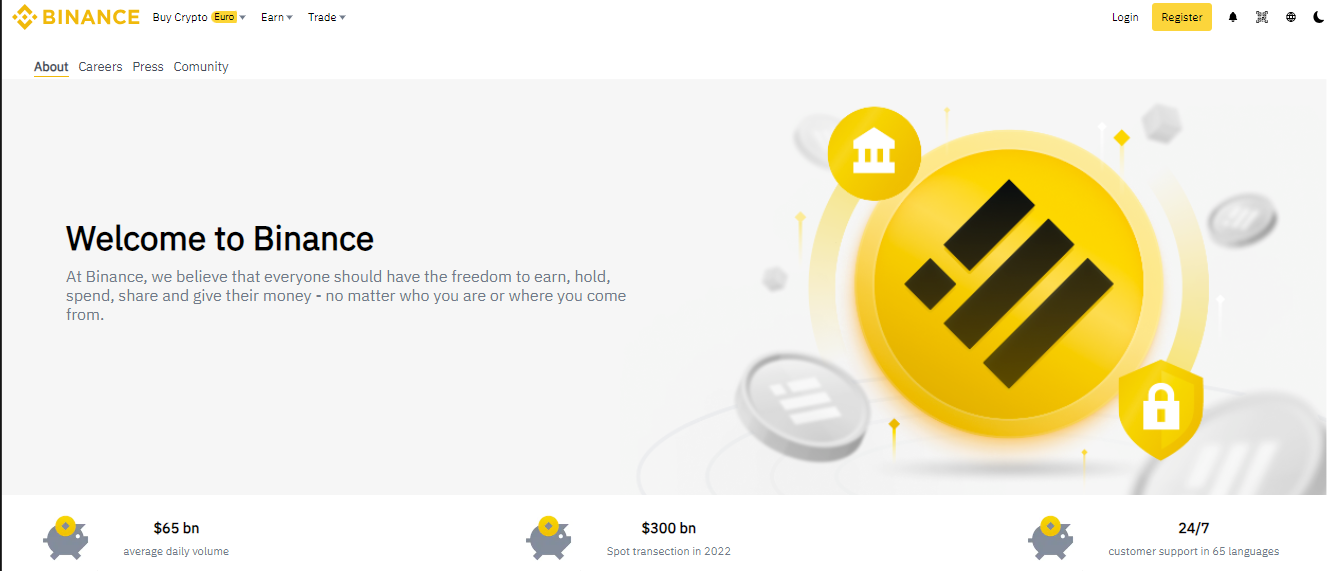 BINANCE Buy Crypto Euro Earn Trade Login Register
About Careers Press Comunity
Welcome to Binance
At Binance, we believe that everyone should have the freedom to earn, hold,
spend, share and give their money - no matter who you are or where you come
from.
$65 bn
average daily volume
$300 bn
Spot transection in 2022
24/7
customer support in 65 languages